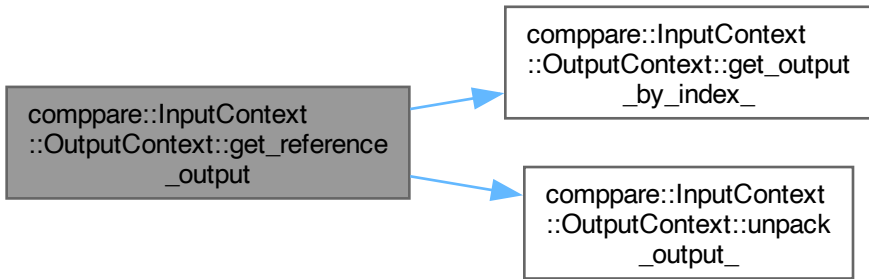 comppare::InputContext
::OutputContext::get_reference
_output
comppare::InputContext
::OutputContext::get_output
_by_index_
comppare::InputContext
::OutputContext::unpack
_output_